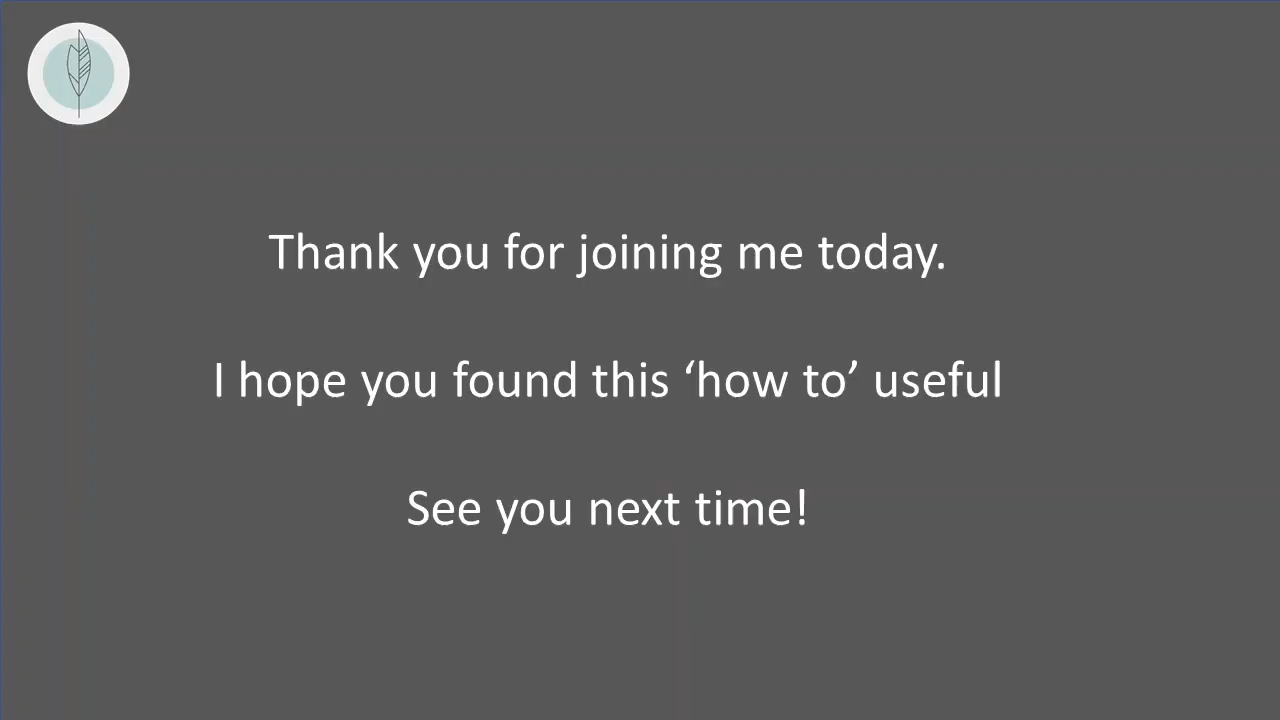 Thank you for joining me today.
I hope you found this ‘how to’ useful
See you next time!